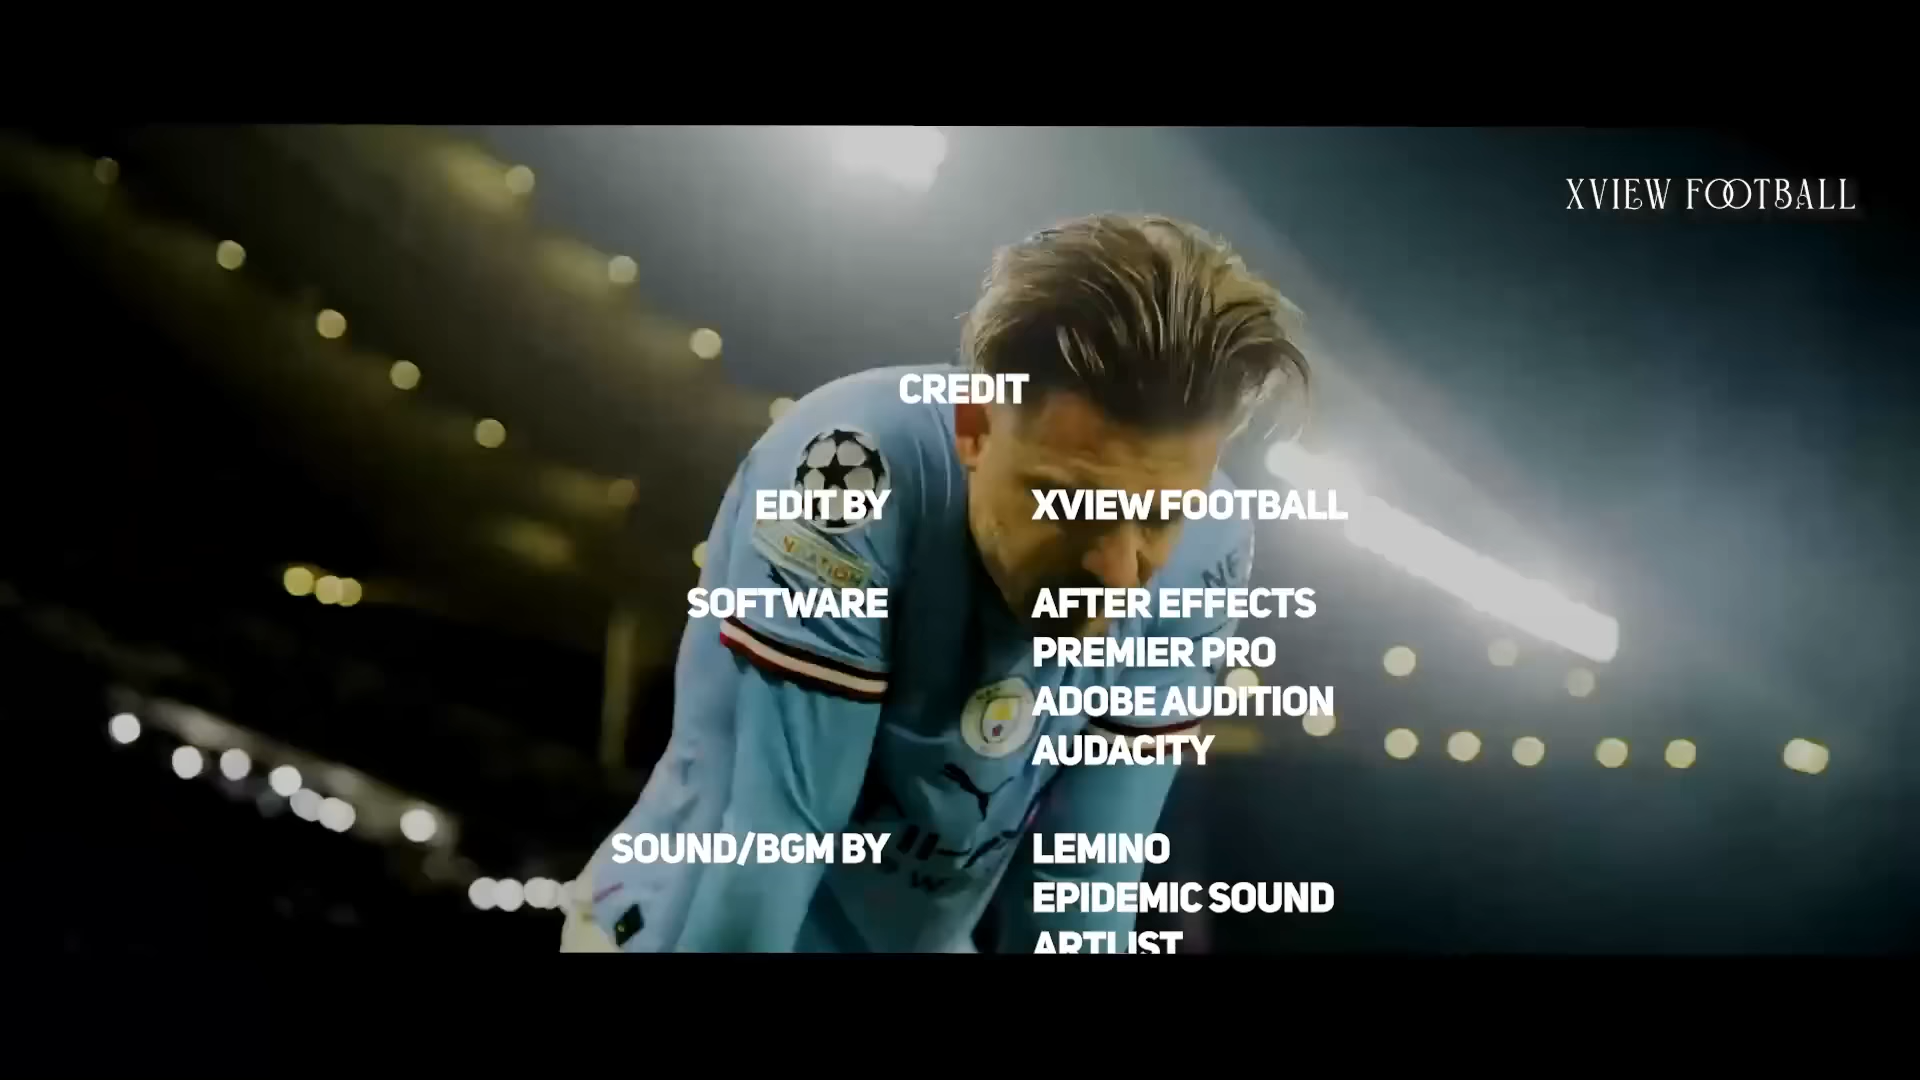 XVIEW FOOTBALL
CREDIT
EDIT BY XVIEW FOOTBALL
SOFTWARE AFTER EFFECTS
PREMIER PRO
ADOBE AUDITION
AUDACITY
SOUND/BGM BY LEMINO
EPIDEMIC SOUND
ARTLIST